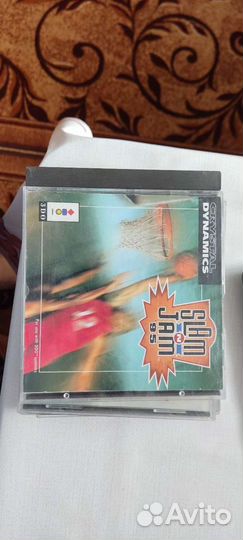 CRYSTAL
DYNAMICS
3DO
SLAM
'N'
JAM
95
Avito